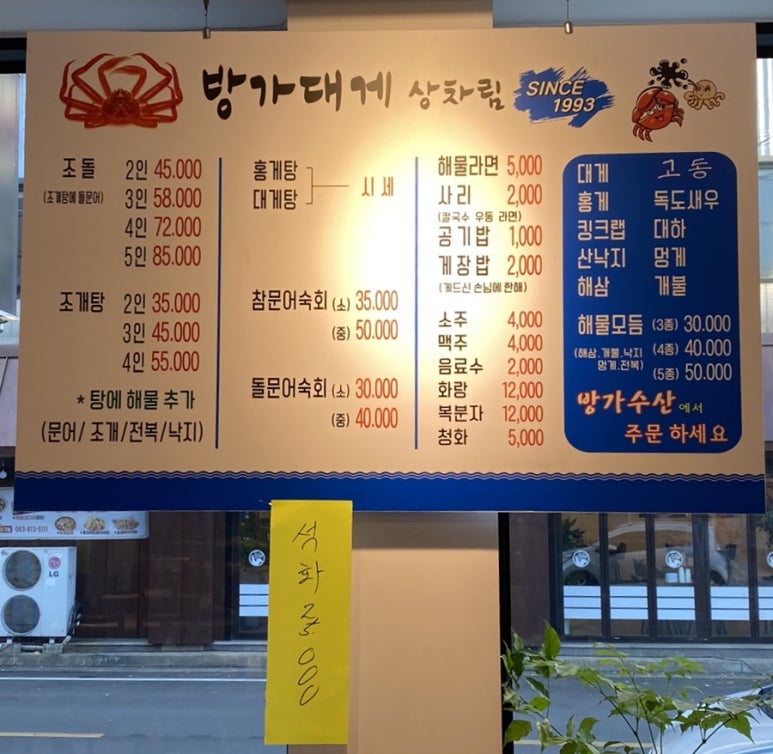 방가대게 상차림 SINCE 1993
조돌 2인 45.000
(조개탕에 돌문어) 3인 58.000
4인 72.000
5인 85.000
조개탕 2인 35.000
3인 45.000
4인 55.000
* 탕에 해물 추가
(문어/ 조개/전복/낙지)
홍게탕
대게탕
시세
참문어숙회 (소) 35.000
(중) 50.000
돌문어숙회 (소) 30.000
(중) 40.000
해물라면 5,000
사리 2,000
(칼국수 우동 라면)
공기밥 1,000
게장밥 2,000
(게드신 손님에 한해)
소주 4,000
맥주 4,000
음료수 2,000
화랑 12,000
복분자 12,000
청화 5,000
대게 고동
홍게 독도새우
킹크랩 대하
산낙지 멍게
해삼 개불
해물모듬 (3종) 30.000
(해삼.개불.낙지 (4종) 40.000
멍게.전복) (5종) 50.000
방가수산에서
주문 하세요
석화
053-813-5111
LG